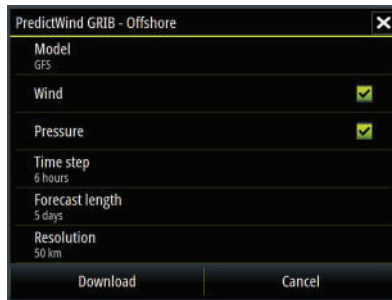 PredictWind GRIB - Offshore
Model
GFS
Wind
Pressure
Time step
6 hours
Forecast length
5 days
Resolution
50 km
Download Cancel